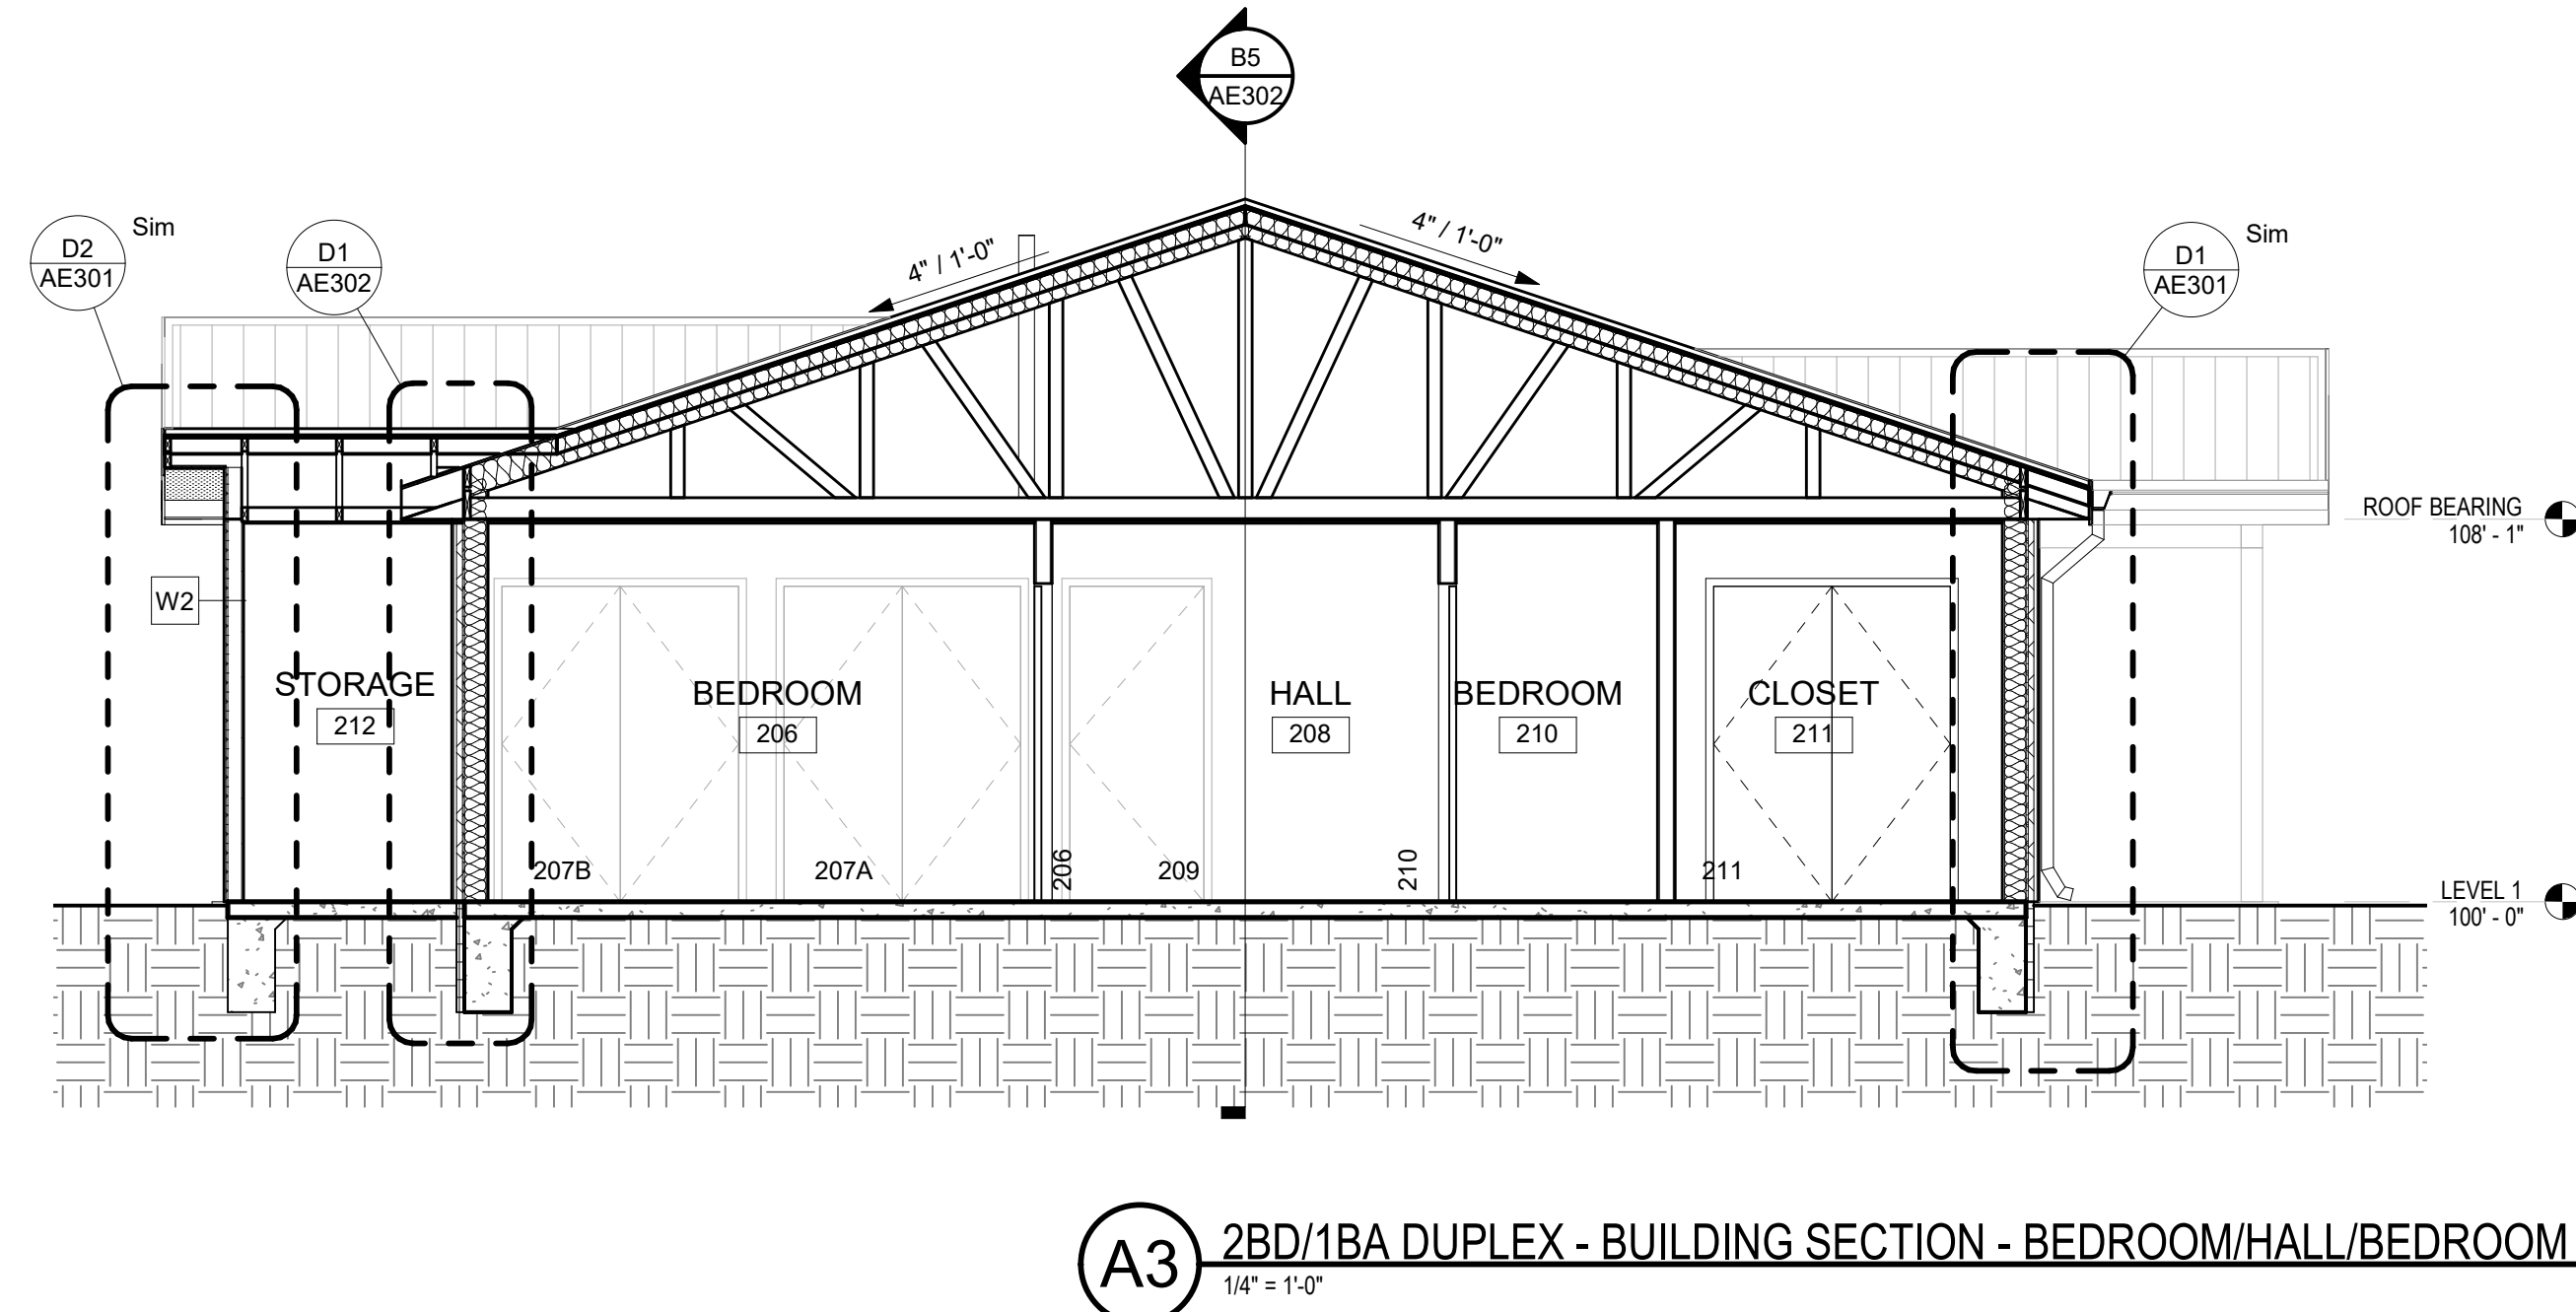 B5
AE302
D2
AE301
Sim
D1
AE302
4" / 1'-0"
4" / 1'-0"
D1
AE301
Sim
ROOF BEARING
108' - 1"
W2
STORAGE
212
BEDROOM
206
HALL
208
BEDROOM
210
CLOSET
211
207B
207A
206
209
210
211
LEVEL 1
100' - 0"
A3
2BD/1BA DUPLEX - BUILDING SECTION - BEDROOM/HALL/BEDROOM
1/4" = 1'-0"